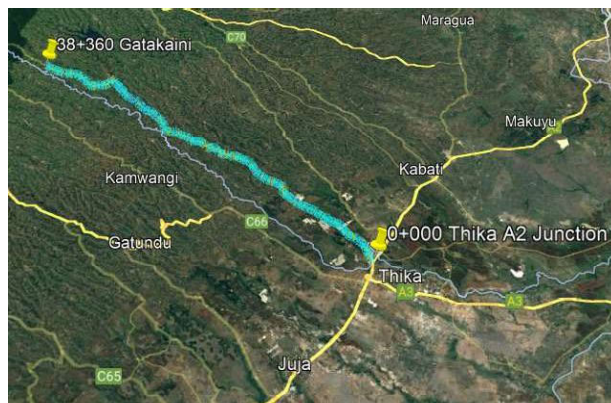 Maragua
C70
38+360 Gatakaini
Makuyu
Kabati
Kamwangi
C66
0+000 Thika A2 Junction
Gatundu
Thika
A3
A3
Juja
C65